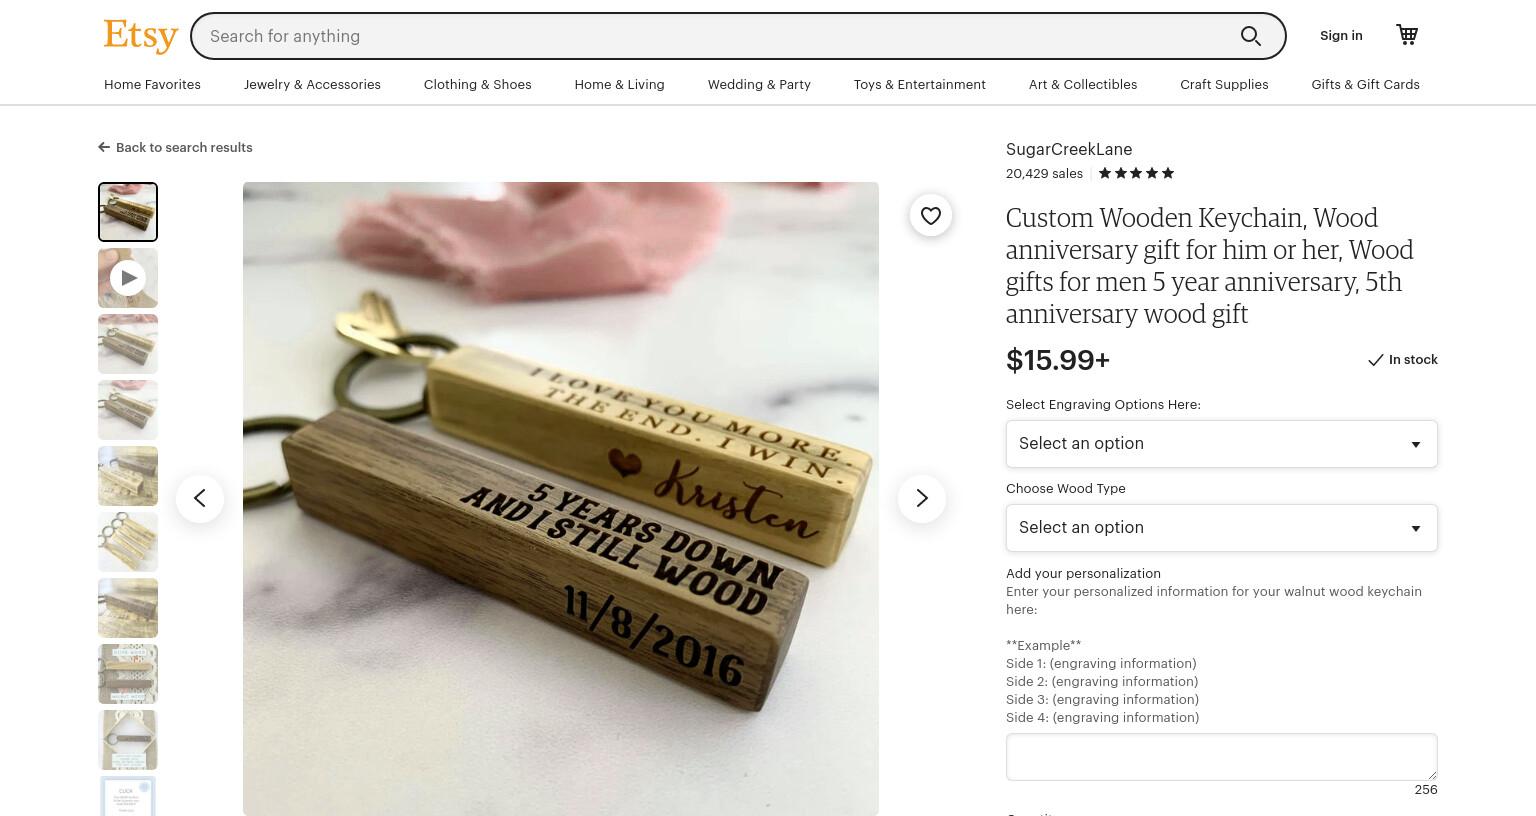 Etsy
Search for anything
Sign in
Home Favorites
Jewelry & Accessories
Clothing & Shoes
Home & Living
Wedding & Party
Toys & Entertainment
Art & Collectibles
Craft Supplies
Gifts & Gift Cards
Back to search results
I LOVE YOU MORE.
THE END. I WIN.
Kristen
5 YEARS DOWN
AND I STILL WOOD
11/8/2016
SugarCreekLane
20,429 sales
Custom Wooden Keychain, Wood
anniversary gift for him or her, Wood
gifts for men 5 year anniversary, 5th
anniversary wood gift
$15.99+
In stock
Select Engraving Options Here:
Select an option
Choose Wood Type
Select an option
Add your personalization
Enter your personalized information for your walnut wood keychain
here:
**Example**
Side 1: (engraving information)
Side 2: (engraving information)
Side 3: (engraving information)
Side 4: (engraving information)
256